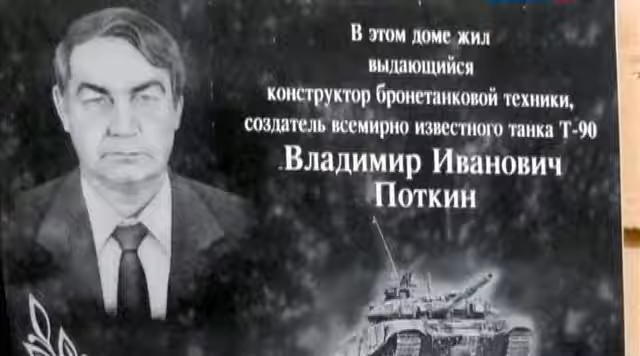 В этом доме жил
выдающийся
конструктор бронетанковой техники,
создатель всемирно известного танка Т-90
Владимир Иванович
Поткин